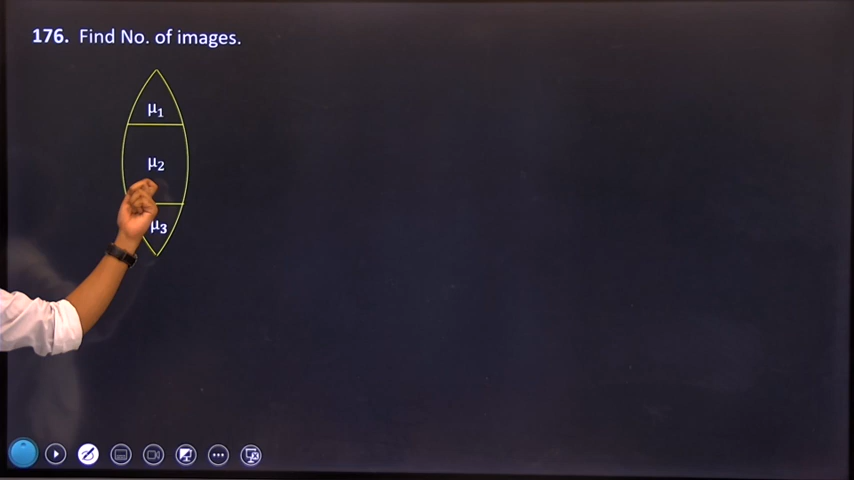 176. Find No. of images.
μ₁
μ₂
μ₃